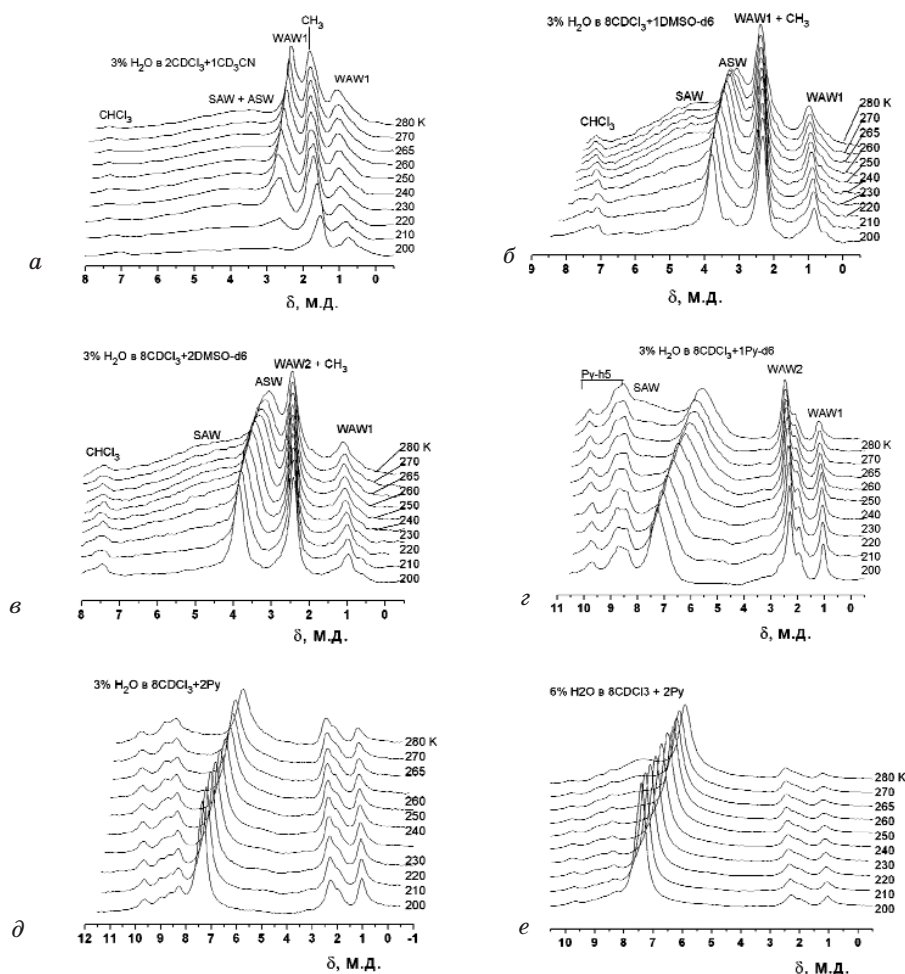 3% H₂O в 2CDCl₃+1CD₃CN
CHCl₃
SAW + ASW
WAW1
CH₃
WAW1
280 K
270
265
260
250
240
230
220
210
200
8 7 6 5 4 3 2 1 0
δ, м.д.
а
3% H₂O в 8CDCl₃+1DMSO-d6
WAW1 + CH₃
ASW
SAW
CHCl₃
WAW1
280 K
270
265
260
250
240
230
220
210
200
9 8 7 6 5 4 3 2 1 0
δ, м.д.
б
3% H₂O в 8CDCl₃+2DMSO-d6
WAW2 + CH₃
ASW
SAW
CHCl₃
WAW1
280 K
270
265
260
250
240
230
220
210
200
8 7 6 5 4 3 2 1 0
δ, м.д.
в
3% H₂O в 8CDCl₃+1Py-d6
Py-h5
SAW
WAW2
WAW1
280 K
270
265
260
250
240
230
220
210
200
11 10 9 8 7 6 5 4 3 2 1 0
δ, м.д.
г
3% H₂O в 8CDCl₃+2Py
280 K
270
265
260
250
240
230
220
210
200
12 11 10 9 8 7 6 5 4 3 2 1 0 -1
δ, м.д.
д
6% H2O в 8CDCl3 + 2Py
280 K
270
265
260
250
240
230
220
210
200
10 9 8 7 6 5 4 3 2 1 0
δ, м.д.
е